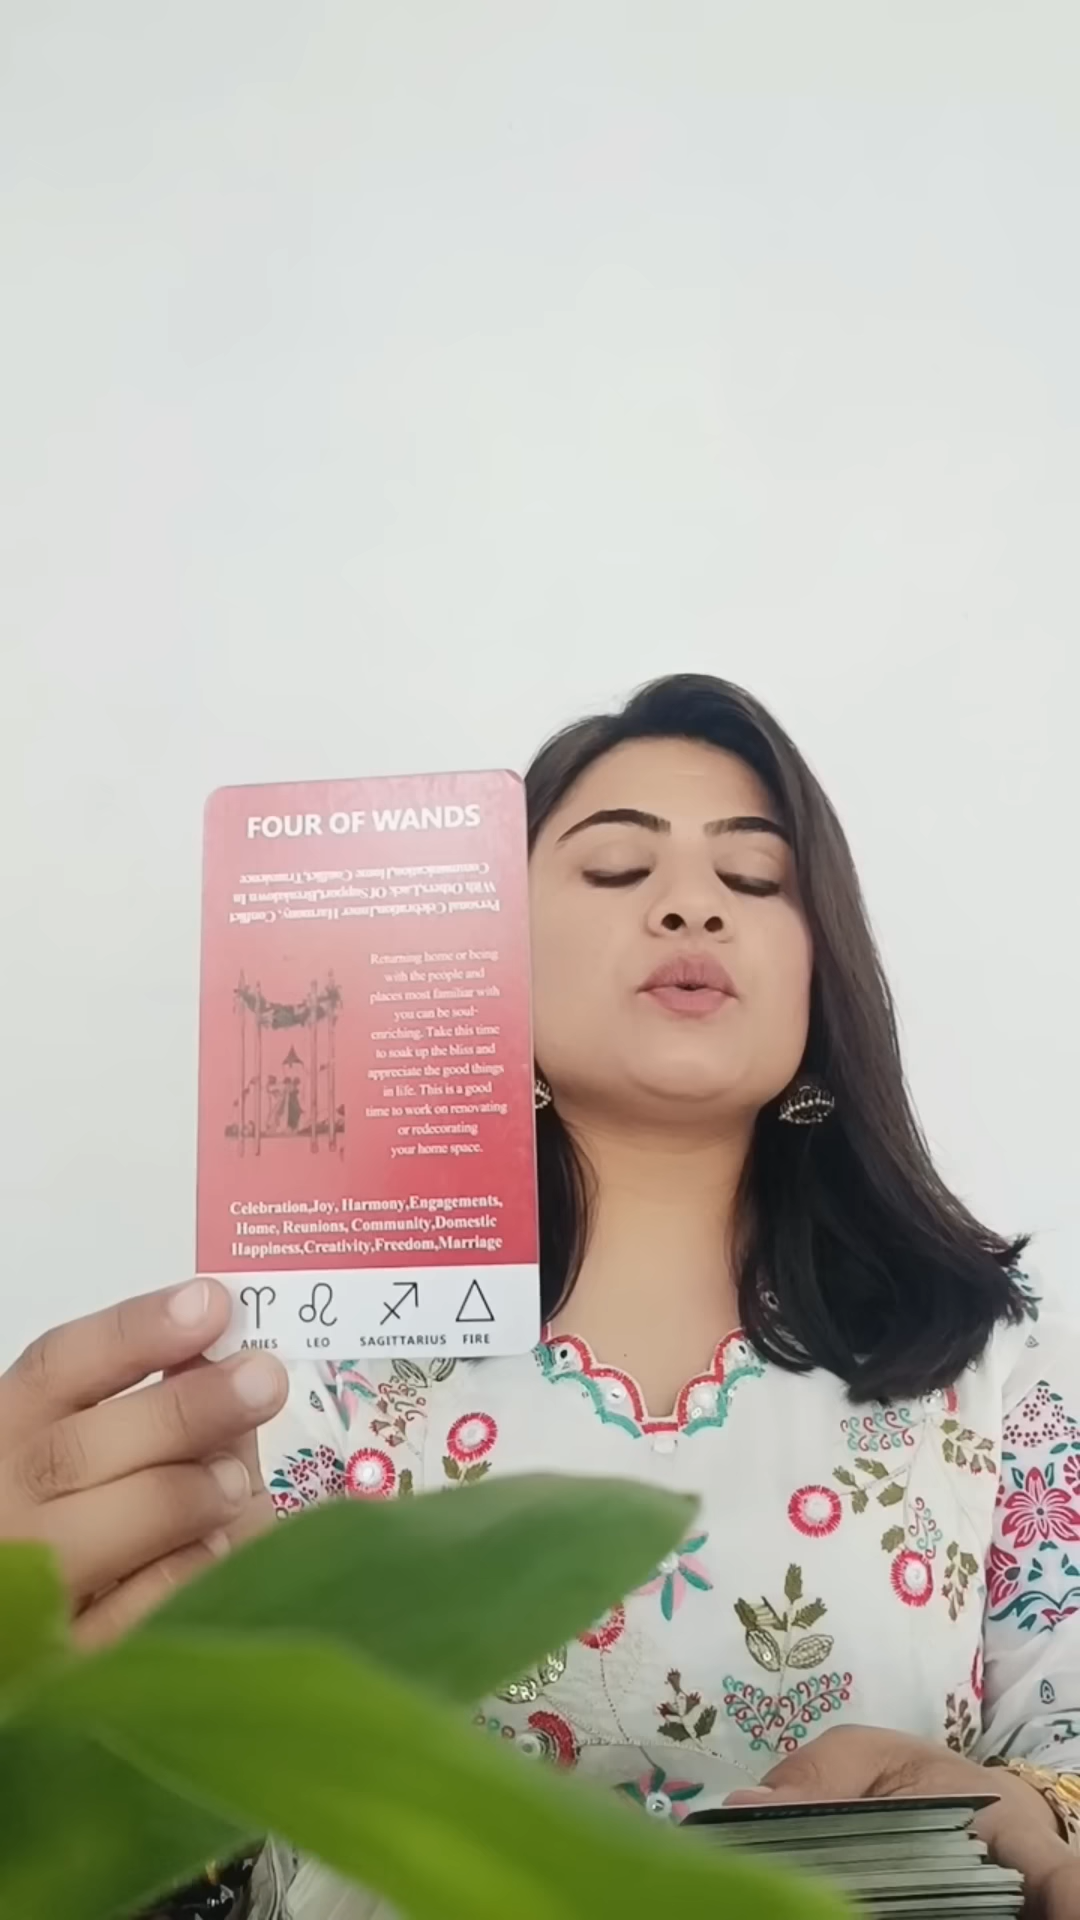 FOUR OF WANDS
Personal Celebration,Inner Harmony, Conflict
With Others,Lack Of Support,Breakdown In
Communication,Home Conflict,Transience
Returning home or being
with the people and
places most familiar with
you can be soul-
enriching. Take this time
to soak up the bliss and
appreciate the good things
in life. This is a good
time to work on renovating
or redecorating
your home space.
Celebration,Joy, Harmony,Engagements,
Home, Reunions, Community,Domestic
Happiness,Creativity,Freedom,Marriage
ARIES LEO SAGITTARIUS FIRE